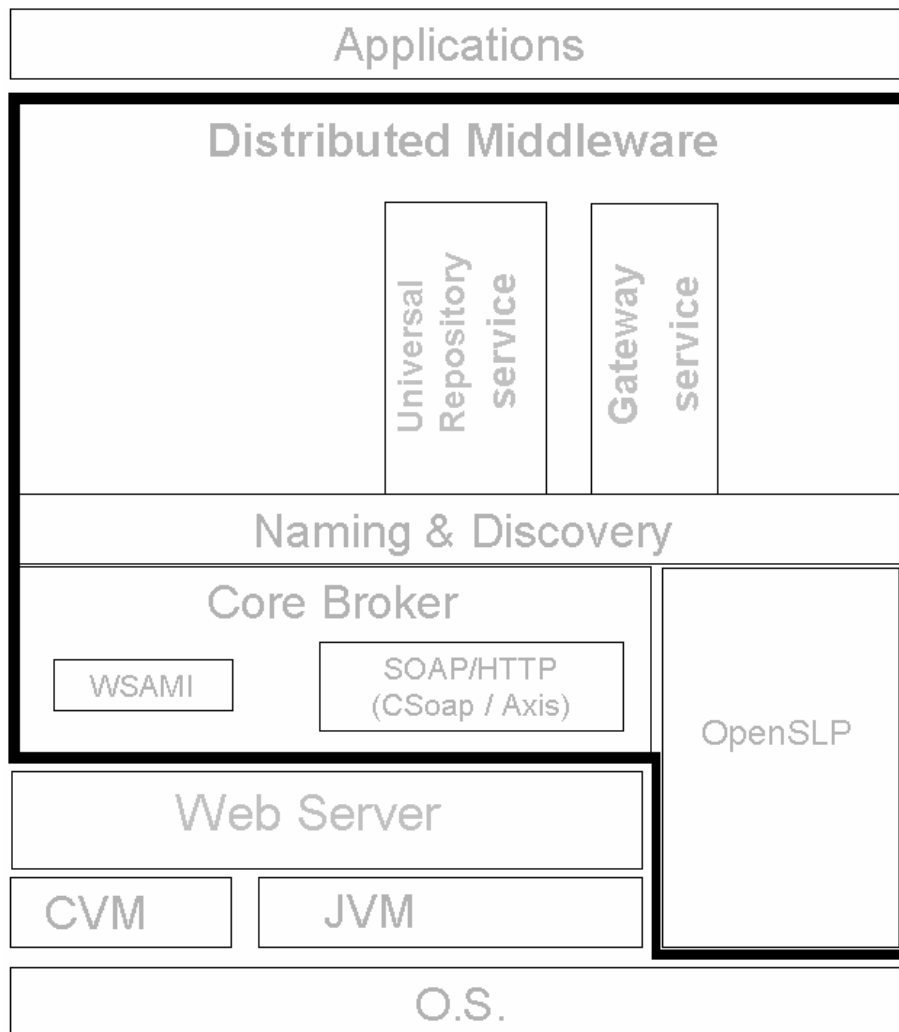 Applications
Distributed Middleware
Universal
Repository
service
Gateway
service
Naming & Discovery
Core Broker
WSAMI
SOAP/HTTP
(CSoap / Axis)
OpenSLP
Web Server
CVM
JVM
O.S.